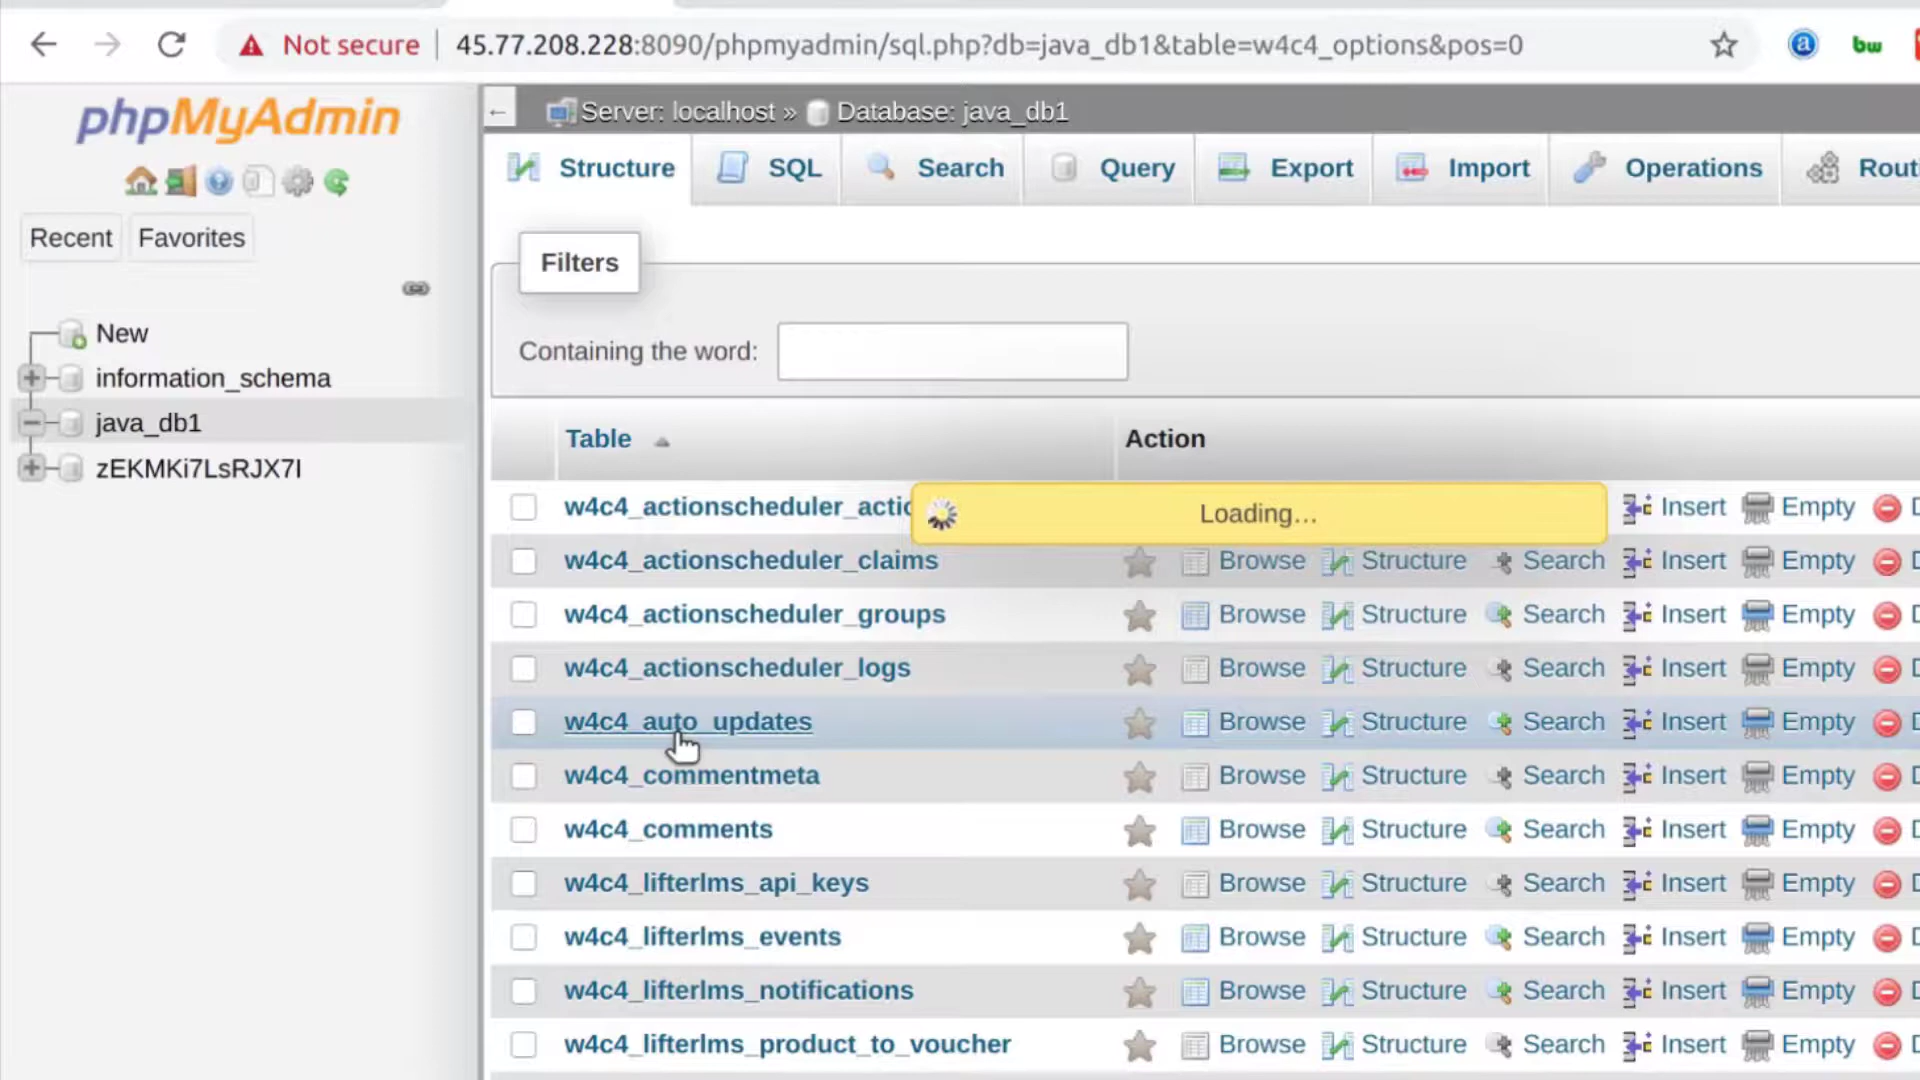 Not secure 45.77.208.228:8090/phpmyadmin/sql.php?db=java_db1&table=w4c4_options&pos=0 a bw
phpMyAdmin
Server: localhost » Database: java_db1
Structure SQL Search Query Export Import Operations Routi
Recent Favorites
Filters
Containing the word:
New
information_schema
java_db1
zEKMKi7LsRJX7I
Table Action
w4c4_actionscheduler_actio Loading... Insert Empty D
w4c4_actionscheduler_claims Browse Structure Search Insert Empty D
w4c4_actionscheduler_groups Browse Structure Search Insert Empty D
w4c4_actionscheduler_logs Browse Structure Search Insert Empty D
w4c4_auto_updates Browse Structure Search Insert Empty D
w4c4_commentmeta Browse Structure Search Insert Empty D
w4c4_comments Browse Structure Search Insert Empty D
w4c4_lifterlms_api_keys Browse Structure Search Insert Empty D
w4c4_lifterlms_events Browse Structure Search Insert Empty D
w4c4_lifterlms_notifications Browse Structure Search Insert Empty D
w4c4_lifterlms_product_to_voucher Browse Structure Search Insert Empty D